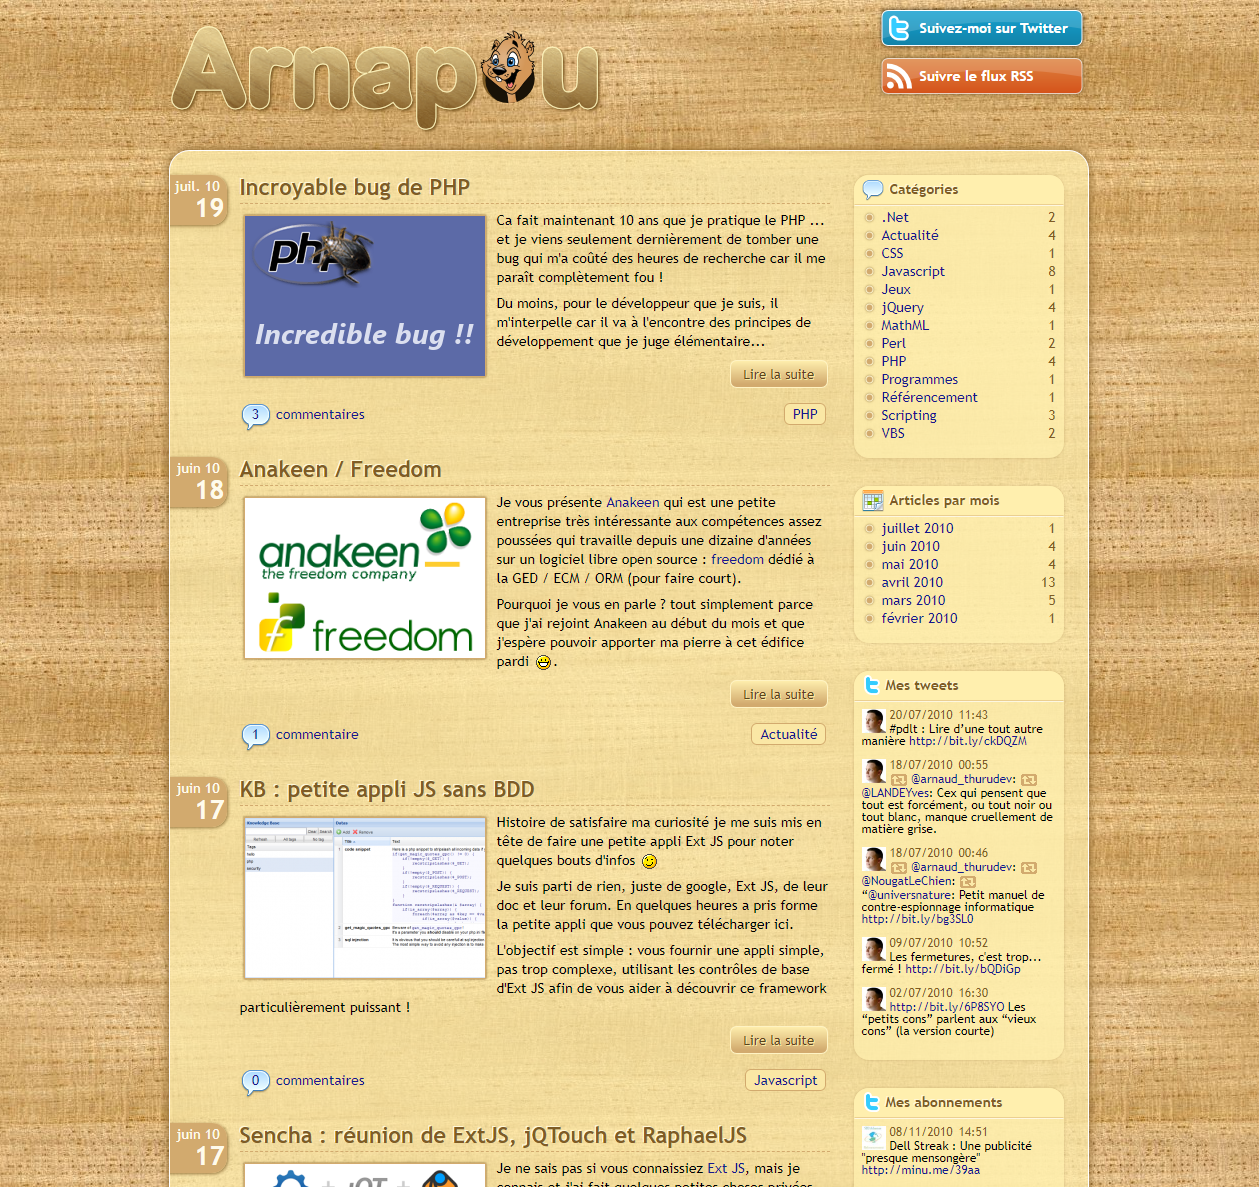 Arnapou
Suivez-moi sur Twitter
Suivre le flux RSS
juil. 10
19
Incroyable bug de PHP
php
Incredible bug !!
Ca fait maintenant 10 ans que je pratique le PHP ...
et je viens seulement dernièrement de tomber une
bug qui m'a coûté des heures de recherche car il me
paraît complètement fou !
Du moins, pour le développeur que je suis, il
m'interpelle car il va à l'encontre des principes de
développement que je juge élémentaire...
Lire la suite
3 commentaires
PHP
juin 10
18
Anakeen / Freedom
anakeen
the freedom company
freedom
Je vous présente Anakeen qui est une petite
entreprise très intéressante aux compétences assez
poussées qui travaille depuis une dizaine d'années
sur un logiciel libre open source : freedom dédié à
la GED / ECM / ORM (pour faire court).
Pourquoi je vous en parle ? tout simplement parce
que j'ai rejoint Anakeen au début du mois et que
j'espère pouvoir apporter ma pierre à cet édifice
pardi .
Lire la suite
1 commentaire
Actualité
juin 10
17
KB : petite appli JS sans BDD
Histoire de satisfaire ma curiosité je me suis mis en
tête de faire une petite appli Ext JS pour noter
quelques bouts d'infos
Je suis parti de rien, juste de google, Ext JS, de leur
doc et leur forum. En quelques heures a pris forme
la petite appli que vous pouvez télécharger ici.
L'objectif est simple : vous fournir une appli simple,
pas trop complexe, utilisant les contrôles de base
d'Ext JS afin de vous aider à découvrir ce framework
particulièrement puissant !
Lire la suite
0 commentaires
Javascript
juin 10
17
Sencha : réunion de ExtJS, jQTouch et RaphaelJS
Je ne sais pas si vous connaissiez Ext JS, mais je
connais et j'ai fait quelques petites choses privées
Catégories
.Net 2
Actualité 4
CSS 1
Javascript 8
Jeux 1
jQuery 4
MathML 1
Perl 2
PHP 4
Programmes 1
Référencement 1
Scripting 3
VBS 2
Articles par mois
juillet 2010 1
juin 2010 4
mai 2010 4
avril 2010 13
mars 2010 5
février 2010 1
Mes tweets
20/07/2010 11:43
#pdlt : Lire d’une tout autre
manière http://bit.ly/ckDQZM
18/07/2010 00:55
@arnaud_thurudev:
@LANDEYves: Cex qui pensent que
tout est forcément, ou tout noir ou
tout blanc, manque cruellement de
matière grise.
18/07/2010 00:46
@arnaud_thurudev:
@NougatLeChien:
“@universnature: Petit manuel de
contre-espionnage informatique
http://bit.ly/bg3SL0
09/07/2010 10:52
Les fermetures, c'est trop...
fermé ! http://bit.ly/bQDiGp
02/07/2010 16:30
http://bit.ly/6P8SYO Les
“petits cons” parlent aux “vieux
cons” (la version courte)
Mes abonnements
08/11/2010 14:51
Dell Streak : Une publicité
"presque mensongère"
http://minu.me/39aa